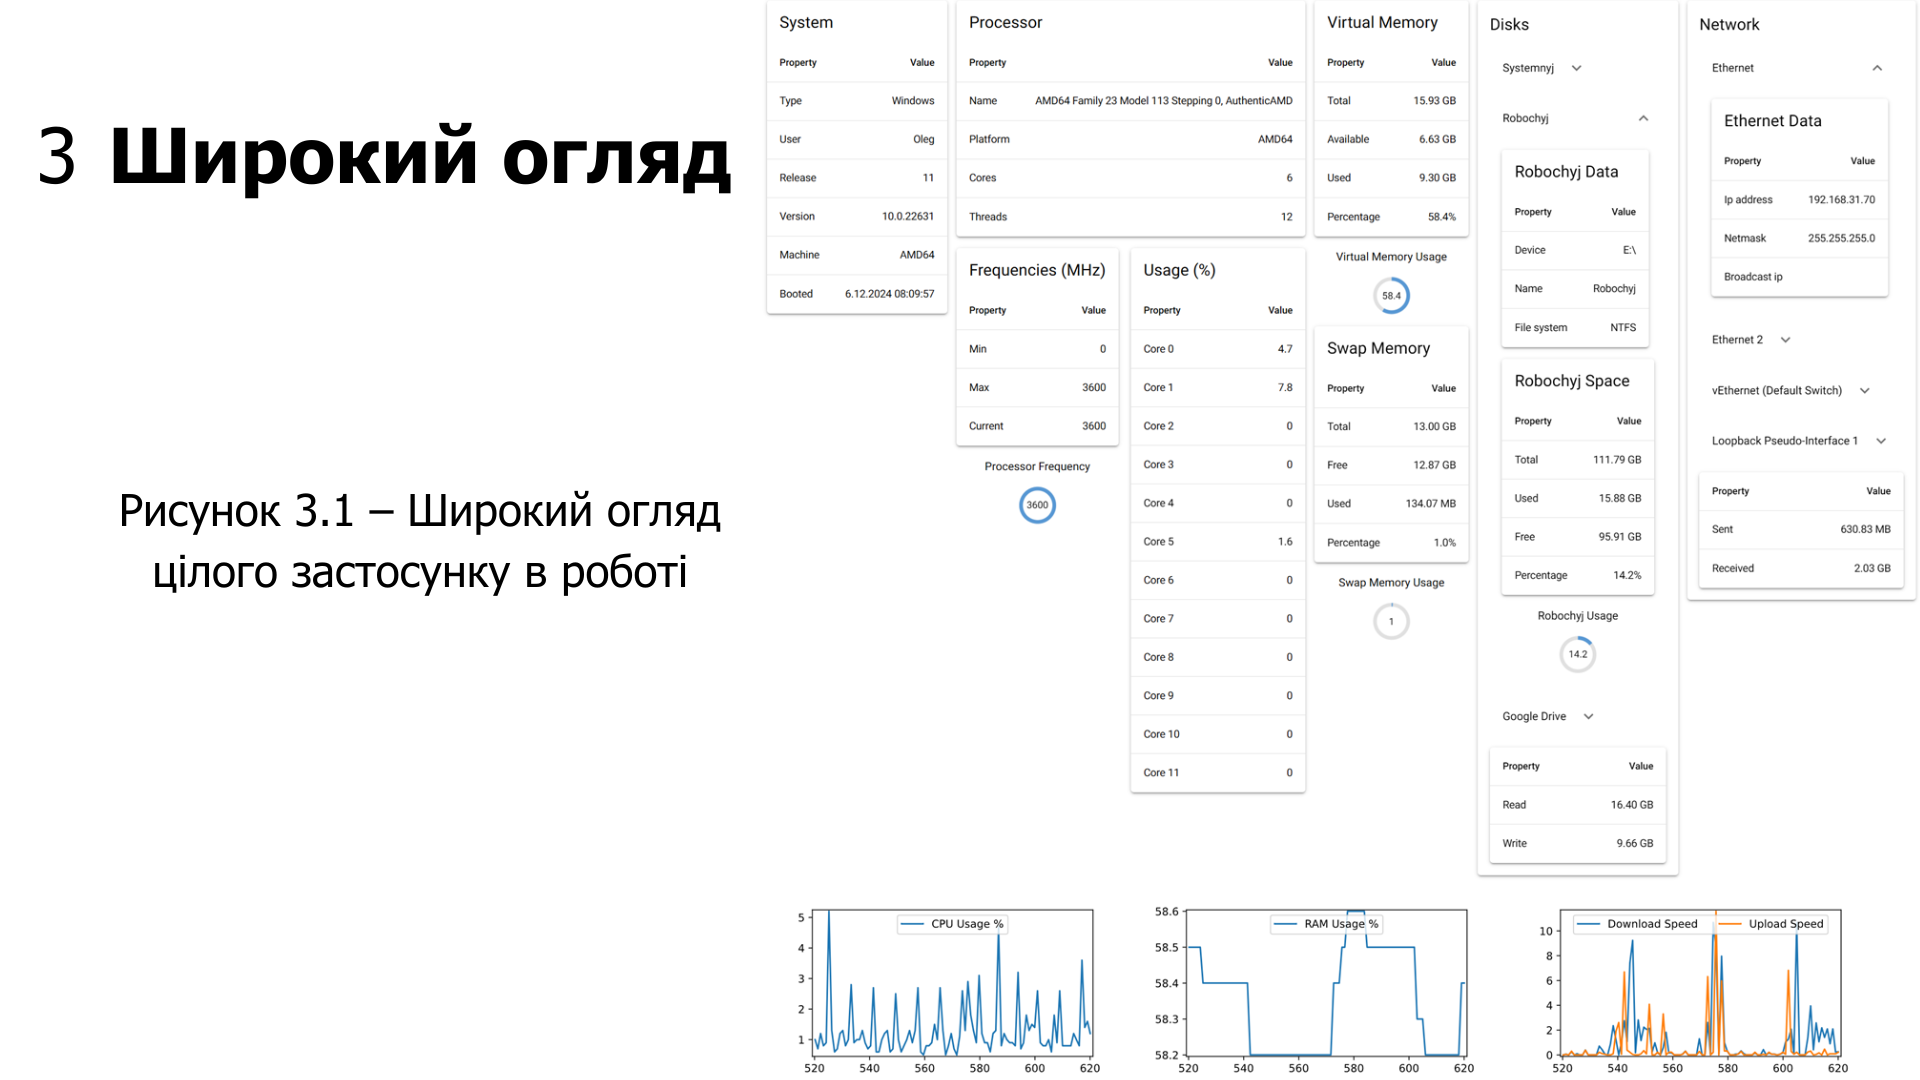 3 Широкий огляд
Рисунок 3.1 – Широкий огляд
цілого застосунку в роботі
System
Property Value
Type Windows
User Oleg
Release 11
Version 10.0.22631
Machine AMD64
Booted 6.12.2024 08:09:57
Processor
Property Value
Name AMD64 Family 23 Model 113 Stepping 0, AuthenticAMD
Platform AMD64
Cores 6
Threads 12
Frequencies (MHz)
Property Value
Min 0
Max 3600
Current 3600
Processor Frequency
3600
Usage (%)
Property Value
Core 0 4.7
Core 1 7.8
Core 2 0
Core 3 0
Core 4 0
Core 5 1.6
Core 6 0
Core 7 0
Core 8 0
Core 9 0
Core 10 0
Core 11 0
Virtual Memory
Property Value
Total 15.93 GB
Available 6.63 GB
Used 9.30 GB
Percentage 58.4%
Virtual Memory Usage
58.4
Swap Memory
Property Value
Total 13.00 GB
Free 12.87 GB
Used 134.07 MB
Percentage 1.0%
Swap Memory Usage
1
Disks
Systemnyj
Robochyj
Robochyj Data
Property Value
Device E:\
Name Robochyj
File system NTFS
Robochyj Space
Property Value
Total 111.79 GB
Used 15.88 GB
Free 95.91 GB
Percentage 14.2%
Robochyj Usage
14.2
Google Drive
Property Value
Read 16.40 GB
Write 9.66 GB
Network
Ethernet
Ethernet Data
Property Value
Ip address 192.168.31.70
Netmask 255.255.255.0
Broadcast ip
Ethernet 2
vEthernet (Default Switch)
Loopback Pseudo-Interface 1
Property Value
Sent 630.83 MB
Received 2.03 GB
CPU Usage %
5
4
3
2
1
520 540 560 580 600 620
RAM Usage %
58.6
58.5
58.4
58.3
58.2
520 540 560 580 600 620
Download Speed Upload Speed
10
8
6
4
2
0
520 540 560 580 600 620